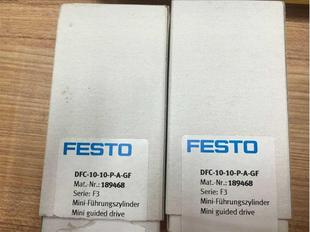 FESTO
DFC-10-10-P-A-GF
Mat.-Nr.: 189468
Serie: F3
Mini-Führungszylinder
Mini guided drive
FESTO
DFC-10-10-P-A-GF
Mat.-Nr.: 189468
Serie: F3
Mini-Führungszylinder
Mini guided drive